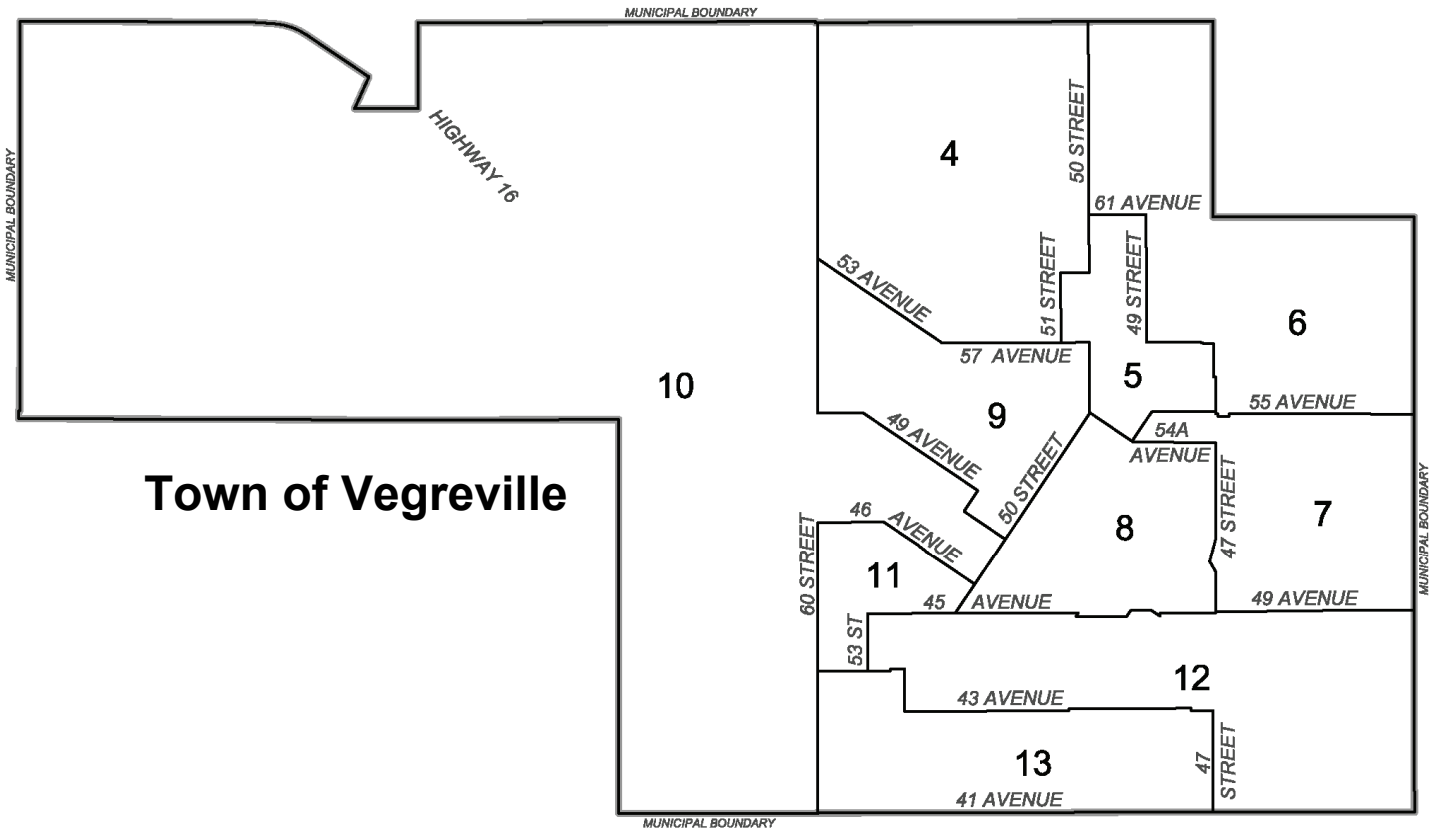 MUNICIPAL BOUNDARY
HIGHWAY 16
MUNICIPAL BOUNDARY
4
50 STREET
61 AVENUE
53 AVENUE
51 STREET
49 STREET
6
57 AVENUE
10
5
9
55 AVENUE
49 AVENUE
54A
AVENUE
50 STREET
Town of Vegreville
47 STREET
7
8
MUNICIPAL BOUNDARY
46 AVENUE
60 STREET
11
45 AVENUE
49 AVENUE
53 ST
12
43 AVENUE
13
47
STREET
41 AVENUE
MUNICIPAL BOUNDARY